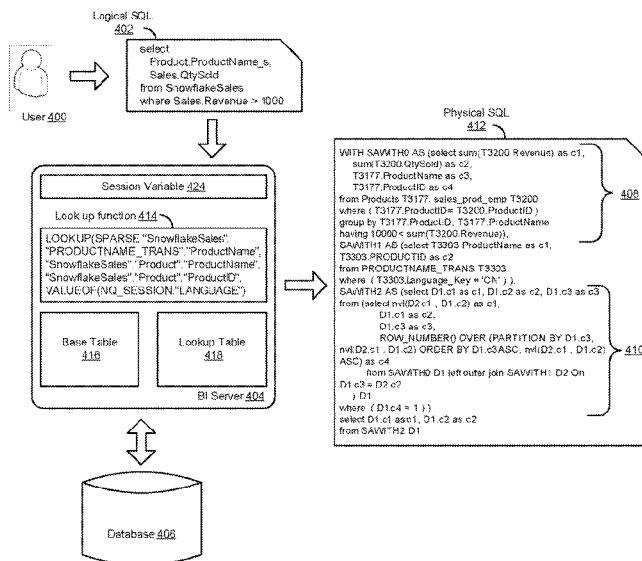 Logical SQL
402
select
Product.ProductName_s,
Sales.QtySold
from SnowflakeSales
where Sales.Revenue > 1000
User 400
Session Variable 424
Look up function 414
LOOKUP(SPARSE "SnowflakeSales".
"PRODUCTNAME_TRANS"."ProductName",
"SnowflakeSales"."Product"."ProductName",
"SnowflakeSales"."Product"."ProductID",
VALUEOF(NQ_SESSION."LANGUAGE")
Base Table
416
Lookup Table
418
BI Server 404
Database 406
Physical SQL
412
WITH SAWITH0 AS (select sum(T3200.Revenue) as c1,
sum(T3200.QtySold) as c2,
T3177.ProductName as c3,
T3177.ProductID as c4
from Products T3177, sales_prod_emp T3200
where ( T3177.ProductID= T3200.ProductID )
group by T3177.ProductID, T3177.ProductName
having 10000< sum(T3200.Revenue)),
SAWITH1 AS (select T3303.ProductName as c1,
T3303.PRODUCTID as c2
from PRODUCTNAME_TRANS T3303
where ( T3303.Language_Key = 'CN' ) ),
SAWITH2 AS (select D1.c1 as c1, D1.c2 as c2, D1.c3 as c3
from (select nvl(D2.c1 , D1.c2) as c1,
D1.c1 as c2,
D1.c3 as c3,
ROW_NUMBER() OVER (PARTITION BY D1.c3,
nvl(D2.c1 , D1.c2) ORDER BY D1.c3 ASC, nvl(D2.c1 , D1.c2)
ASC) as c4
from SAWITH0 D1 left outer join SAWITH1 D2 On
D1.c3 = D2.c2
) D1
where ( D1.c4 = 1 ) )
select D1.c1 as c1, D1.c2 as c2
from SAWITH2 D1
408
410